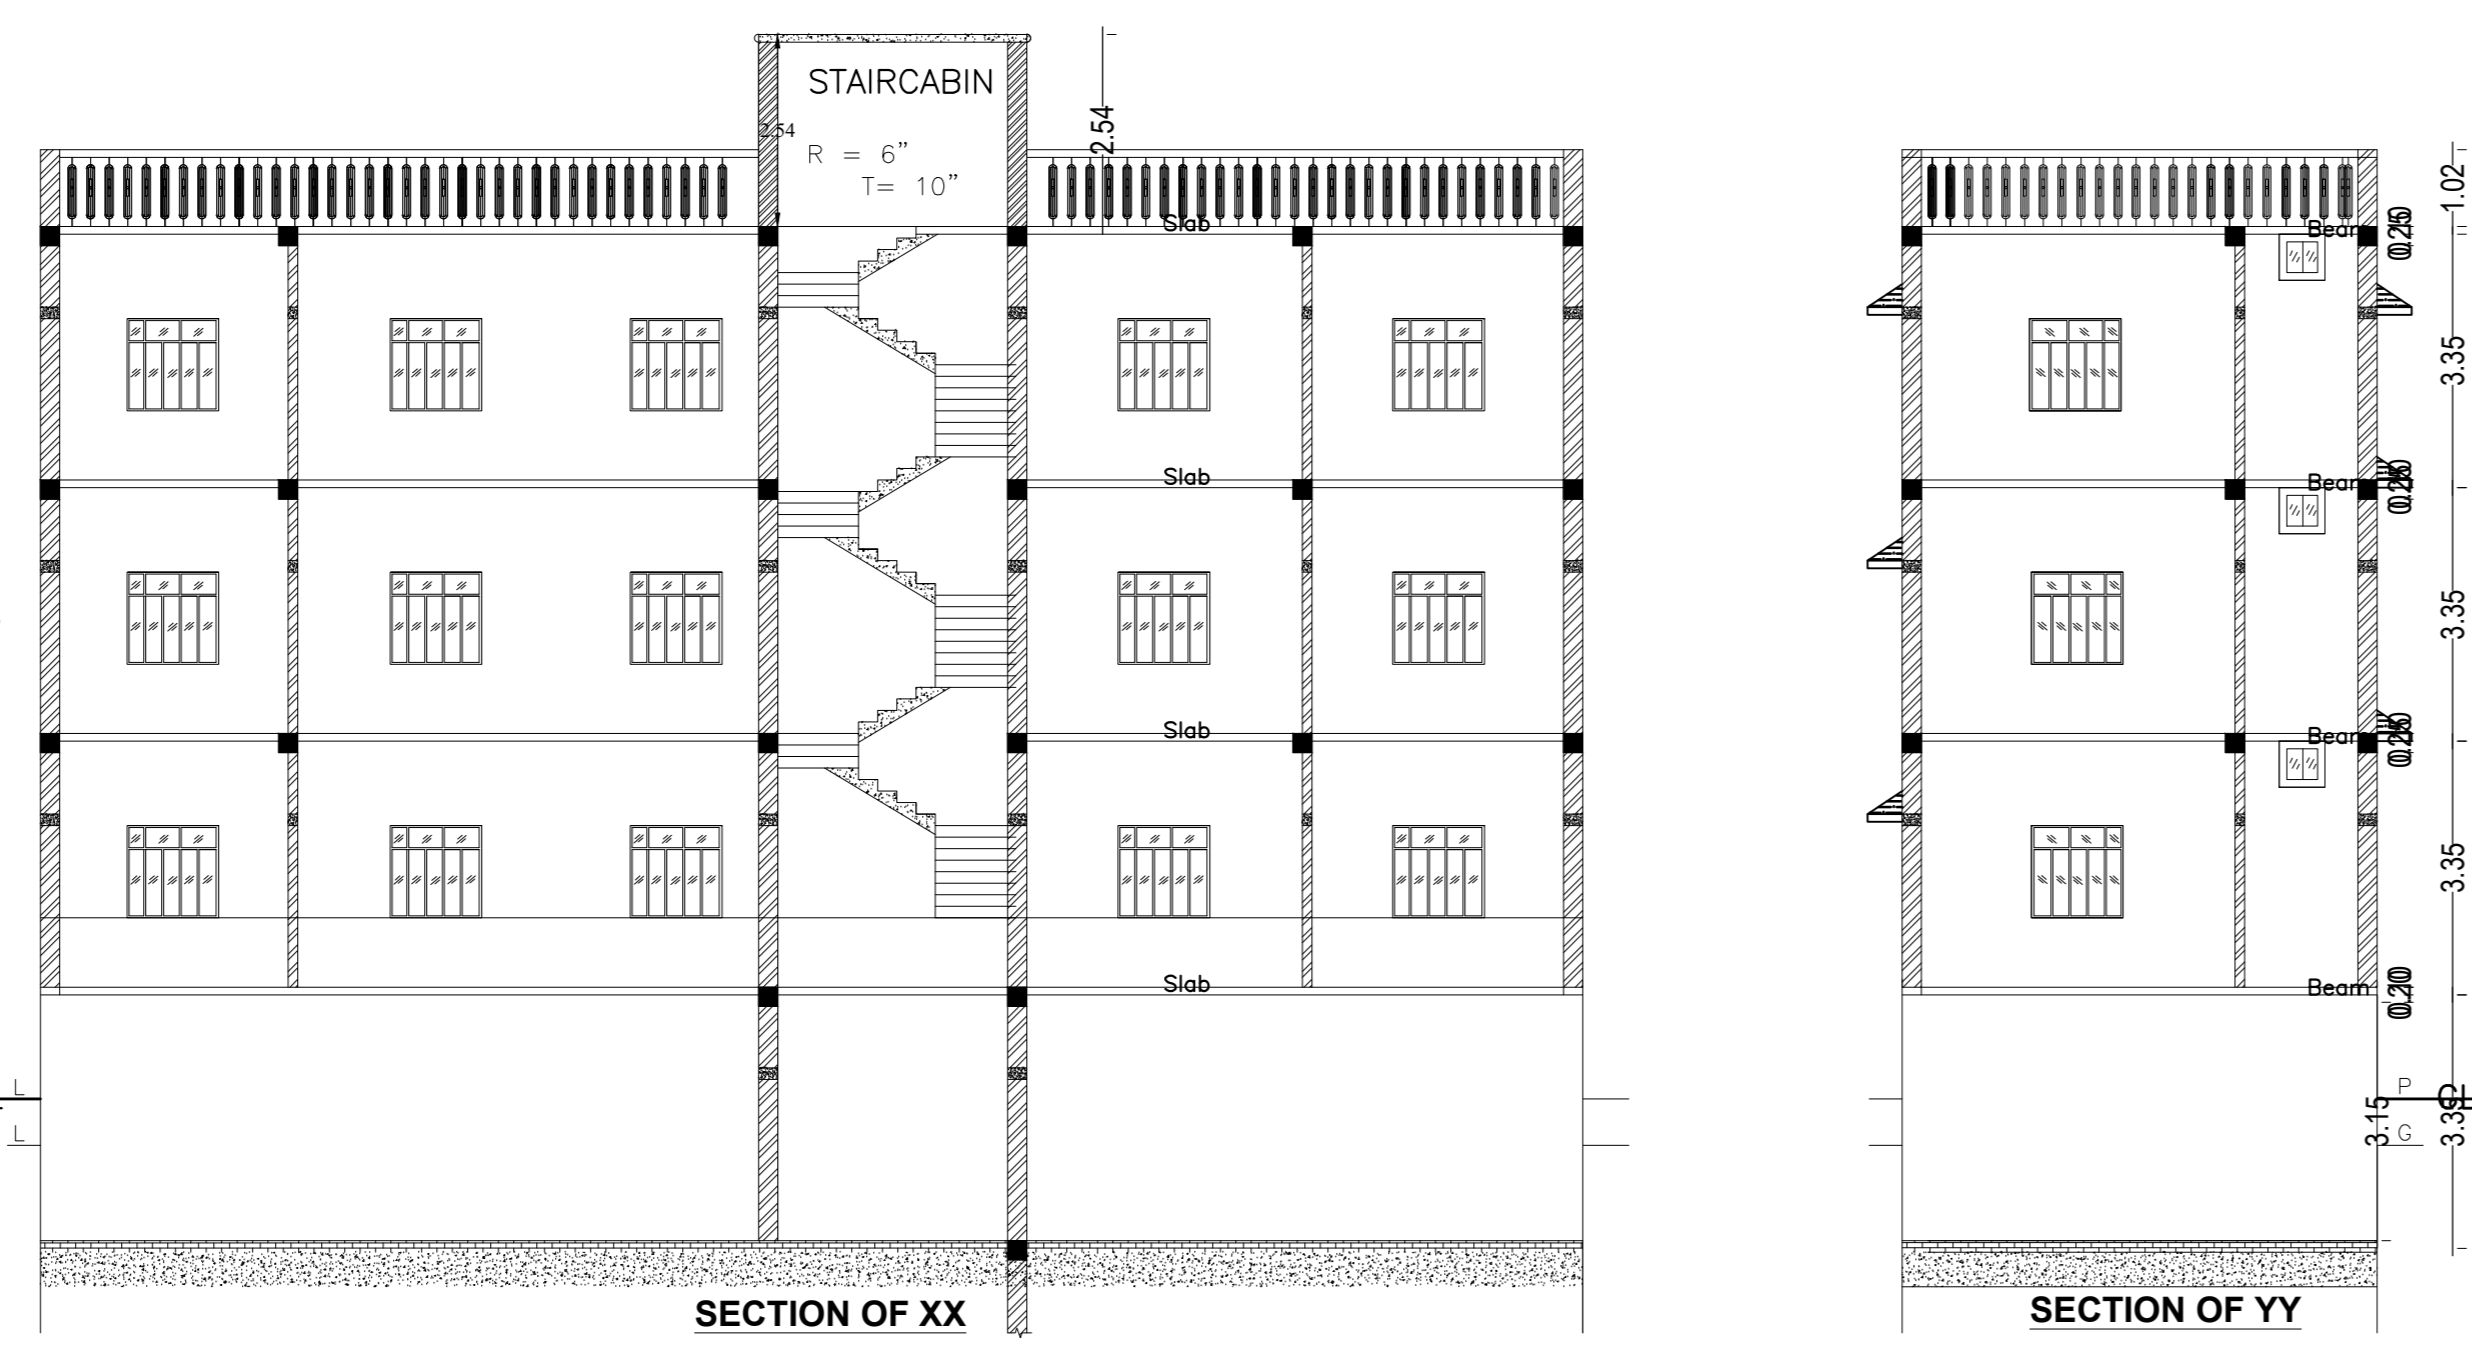 STAIRCABIN
2.54
R = 6”
T= 10”
2.54
Slab
Slab
Slab
Slab
L
L
SECTION OF XX
1.02
3.35
3.35
3.35
Beam
Beam
Beam
Beam
P
G
3.15
SECTION OF YY